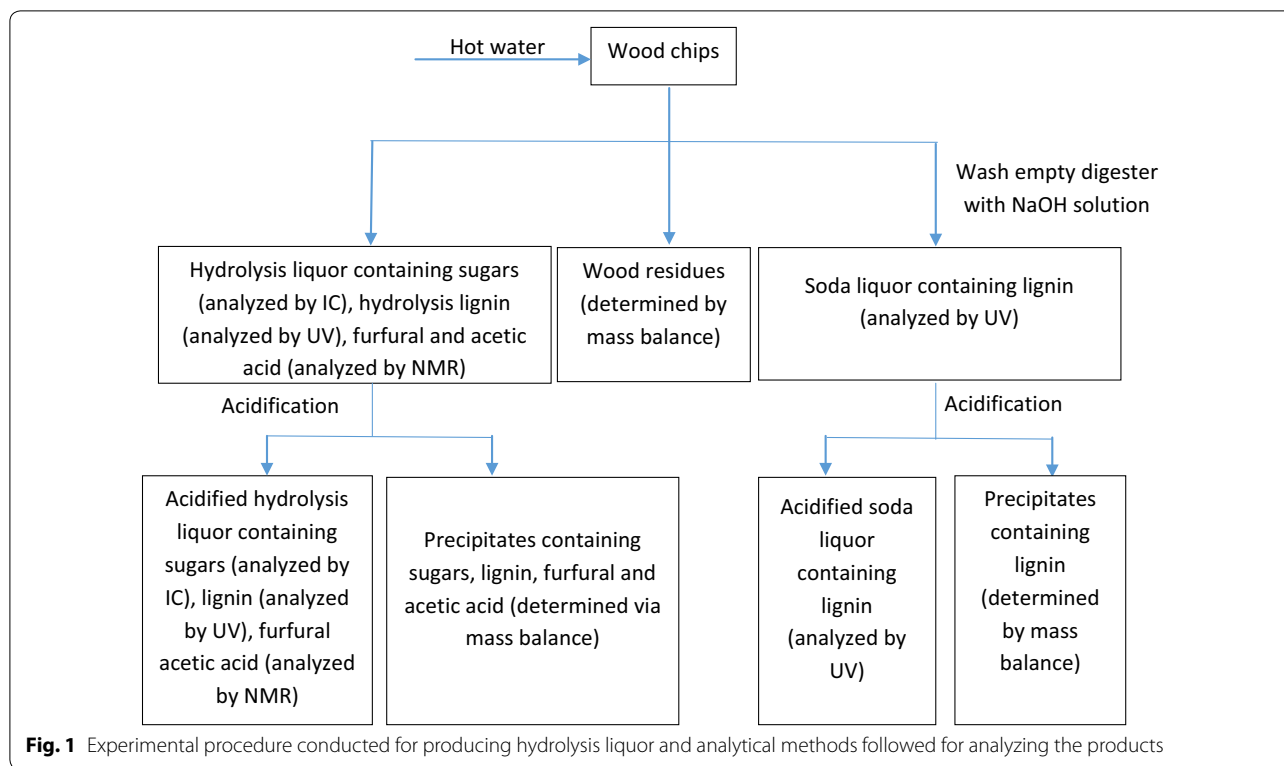 Hot water
Wood chips
Wash empty digester
with NaOH solution
Hydrolysis liquor containing sugars
(analyzed by IC), hydrolysis lignin
(analyzed by UV), furfural and acetic
acid (analyzed by NMR)
Wood residues
(determined by
mass balance)
Soda liquor containing lignin
(analyzed by UV)
Acidification
Acidification
Acidified hydrolysis
liquor containing
sugars (analyzed by
IC), lignin (analyzed
by UV), furfural
acetic acid (analyzed
by NMR)
Precipitates containing
sugars, lignin, furfural and
acetic acid (determined via
mass balance)
Acidified soda
liquor
containing
lignin
(analyzed by
UV)
Precipitates
containing
lignin
(determined
by mass
balance)
Fig. 1 Experimental procedure conducted for producing hydrolysis liquor and analytical methods followed for analyzing the products